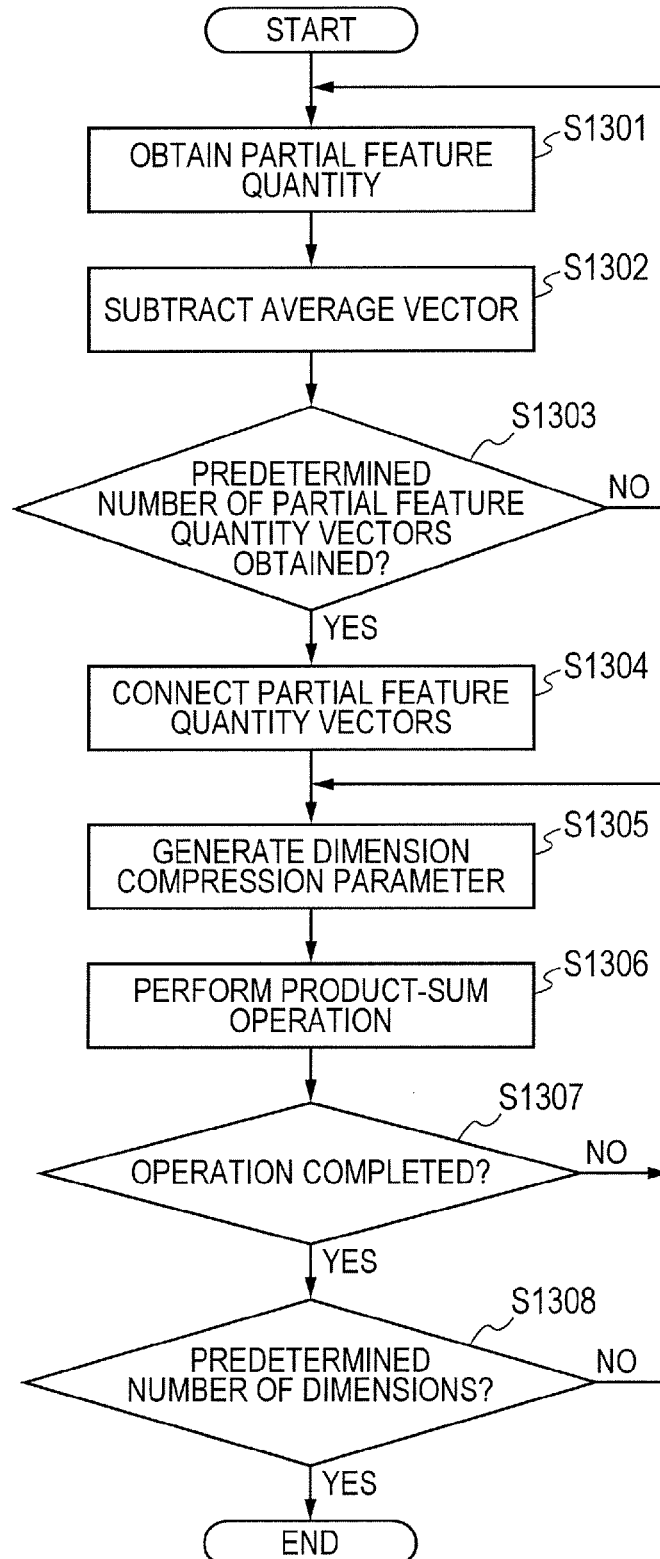 START
S1301
OBTAIN PARTIAL FEATURE
QUANTITY
S1302
SUBTRACT AVERAGE VECTOR
S1303
PREDETERMINED
NUMBER OF PARTIAL FEATURE
QUANTITY VECTORS
OBTAINED?
NO
YES
S1304
CONNECT PARTIAL FEATURE
QUANTITY VECTORS
S1305
GENERATE DIMENSION
COMPRESSION PARAMETER
S1306
PERFORM PRODUCT-SUM
OPERATION
S1307
OPERATION COMPLETED?
NO
YES
S1308
PREDETERMINED
NUMBER OF DIMENSIONS?
NO
YES
END